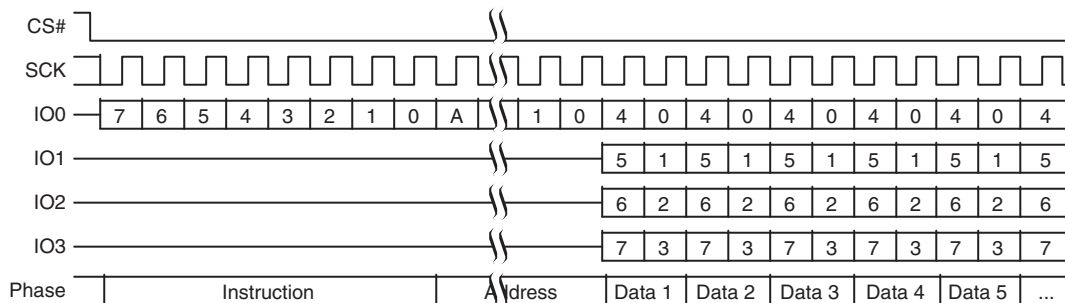 CS#
SCK
IO0 7 6 5 4 3 2 1 0 A 1 0 4 0 4 0 4 0 4 0 4 0 4
IO1 5 1 5 1 5 1 5 1 5 1 5
IO2 6 2 6 2 6 2 6 2 6 2 6
IO3 7 3 7 3 7 3 7 3 7 3 7
Phase Instruction Address Data 1 Data 2 Data 3 Data 4 Data 5 ...